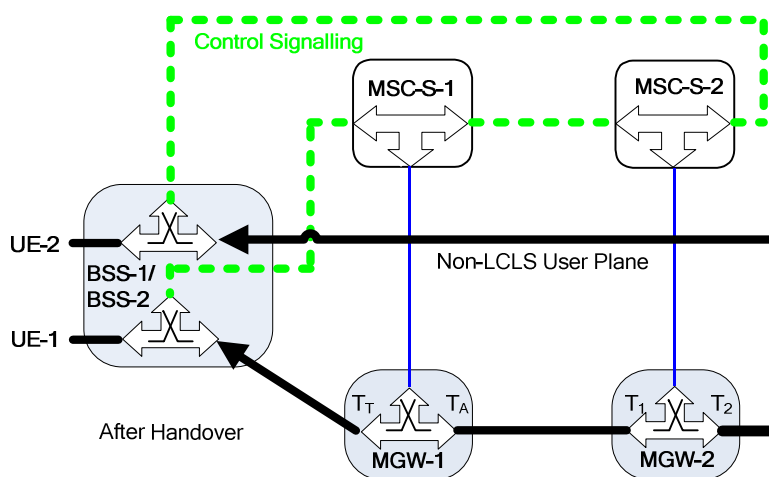 Control Signalling
MSC-S-1
MSC-S-2
UE-2
BSS-1/
BSS-2
Non-LCLS User Plane
UE-1
After Handover
TT
TA
MGW-1
T1
T2
MGW-2